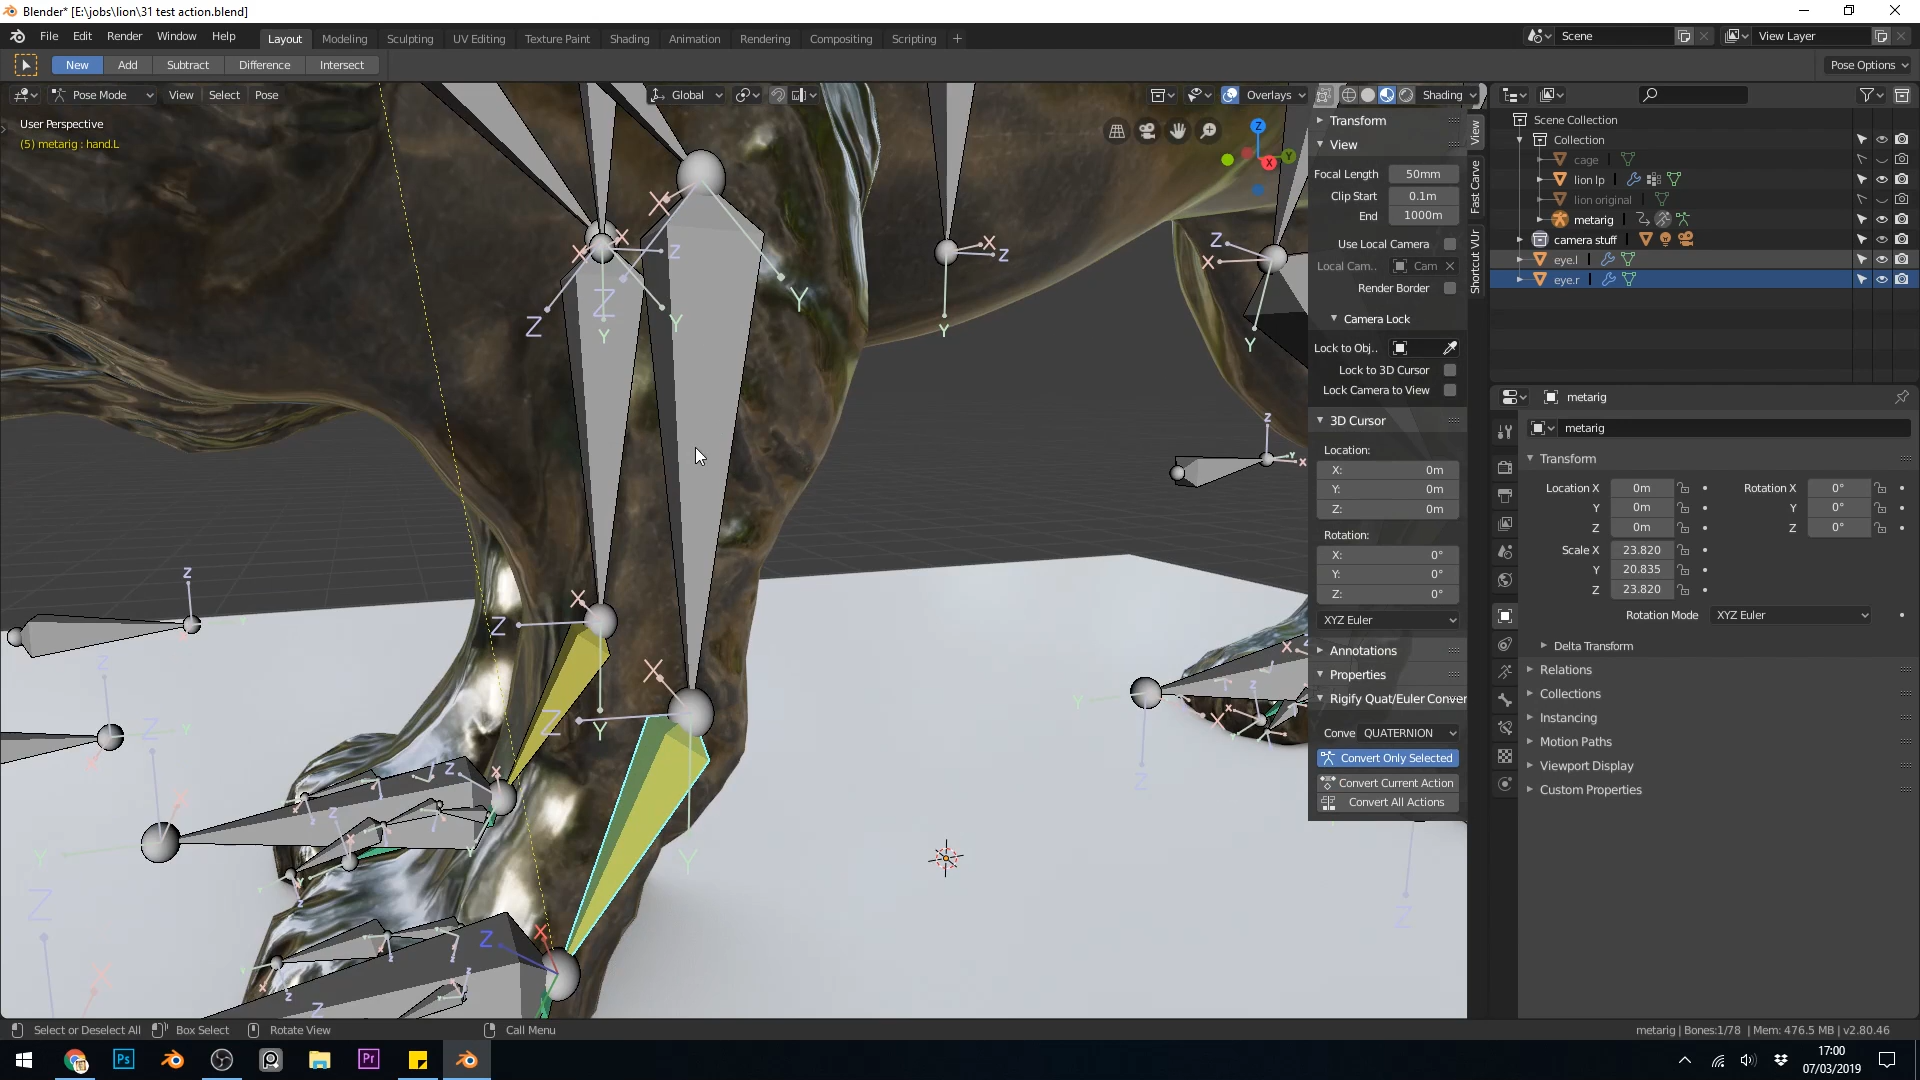 Blender* [E:\jobs\lion\31 test action.blend]
File Edit Render Window Help Layout Modeling Sculpting UV Editing Texture Paint Shading Animation Rendering Compositing Scripting + Scene View Layer
New Add Subtract Difference Intersect Pose Options
Pose Mode View Select Pose Global Overlays Shading
User Perspective
(5) metarig : hand.L
Transform
View
Focal Length 50mm
Clip Start 0.1m
End 1000m
Use Local Camera
Local Cam.. Cam
Render Border
Camera Lock
Lock to Obj..
Lock to 3D Cursor
Lock Camera to View
3D Cursor
Location:
X: 0m
Y: 0m
Z: 0m
Rotation:
X: 0°
Y: 0°
Z: 0°
XYZ Euler
Annotations
Properties
Rigify Quat/Euler Conver
Conve QUATERNION
Convert Only Selected
Convert Current Action
Convert All Actions
View
Fast Carve
Shortcut VUr
Scene Collection
Collection
cage
lion lp
lion original
metarig
camera stuff
eye.l
eye.r
metarig
metarig
Transform
Location X 0m Rotation X 0°
Y 0m Y 0°
Z 0m Z 0°
Scale X 23.820
Y 20.835
Z 23.820
Rotation Mode XYZ Euler
Delta Transform
Relations
Collections
Instancing
Motion Paths
Viewport Display
Custom Properties
Select or Deselect All Box Select Rotate View Call Menu metarig | Bones:1/78 | Mem: 476.5 MB | v2.80.46
Ps Pr 17:00
07/03/2019